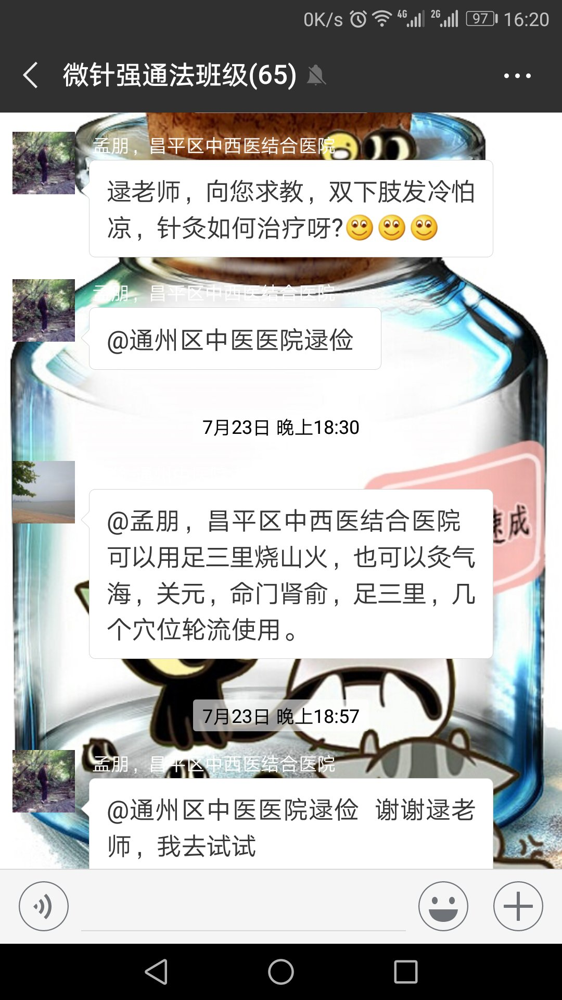 0K/s 4G 2G 97 16:20
微针强通法班级(65)
孟朋，昌平区中西医结合医院
逯老师，向您求教，双下肢发冷怕
凉，针灸如何治疗呀?
孟朋，昌平区中西医结合医院
@通州区中医医院逯俭
7月23日 晚上18:30
速成
@孟朋，昌平区中西医结合医院
可以用足三里烧山火，也可以灸气
海，关元，命门肾俞，足三里，几
个穴位轮流使用。
7月23日 晚上18:57
孟朋，昌平区中西医结合医院
@通州区中医医院逯俭 谢谢逯老
师，我去试试